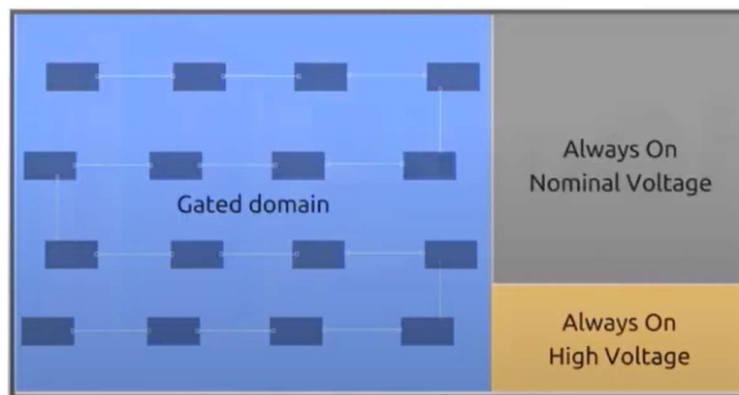 Gated domain
Always On
Nominal Voltage
Always On
High Voltage